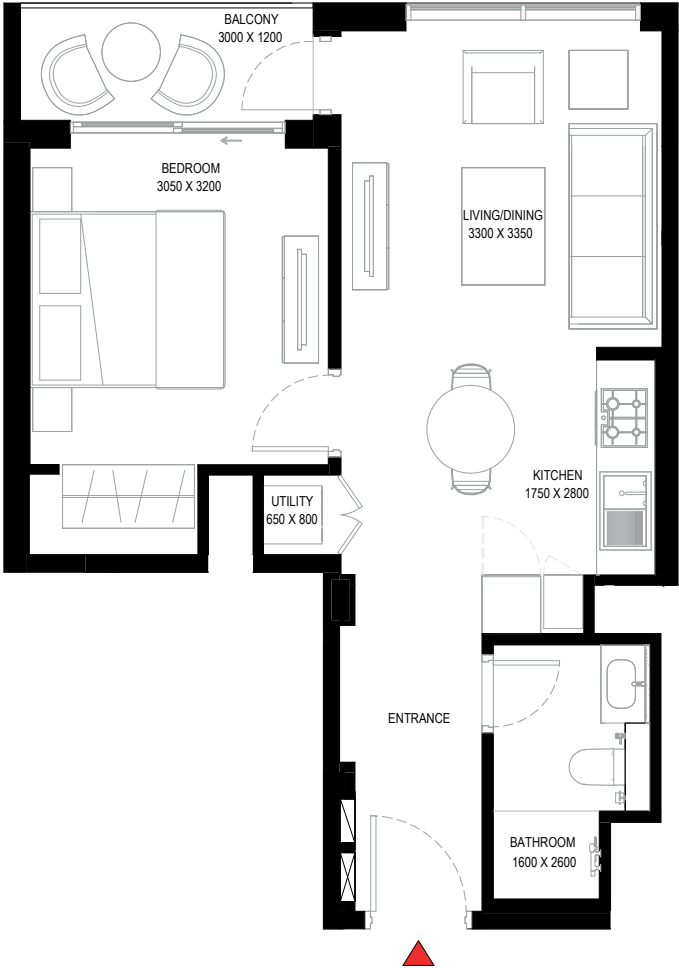 BALCONY
3000 X 1200
BEDROOM
3050 X 3200
LIVING/DINING
3300 X 3350
KITCHEN
1750 X 2800
UTILITY
650 X 800
ENTRANCE
BATHROOM
1600 X 2600